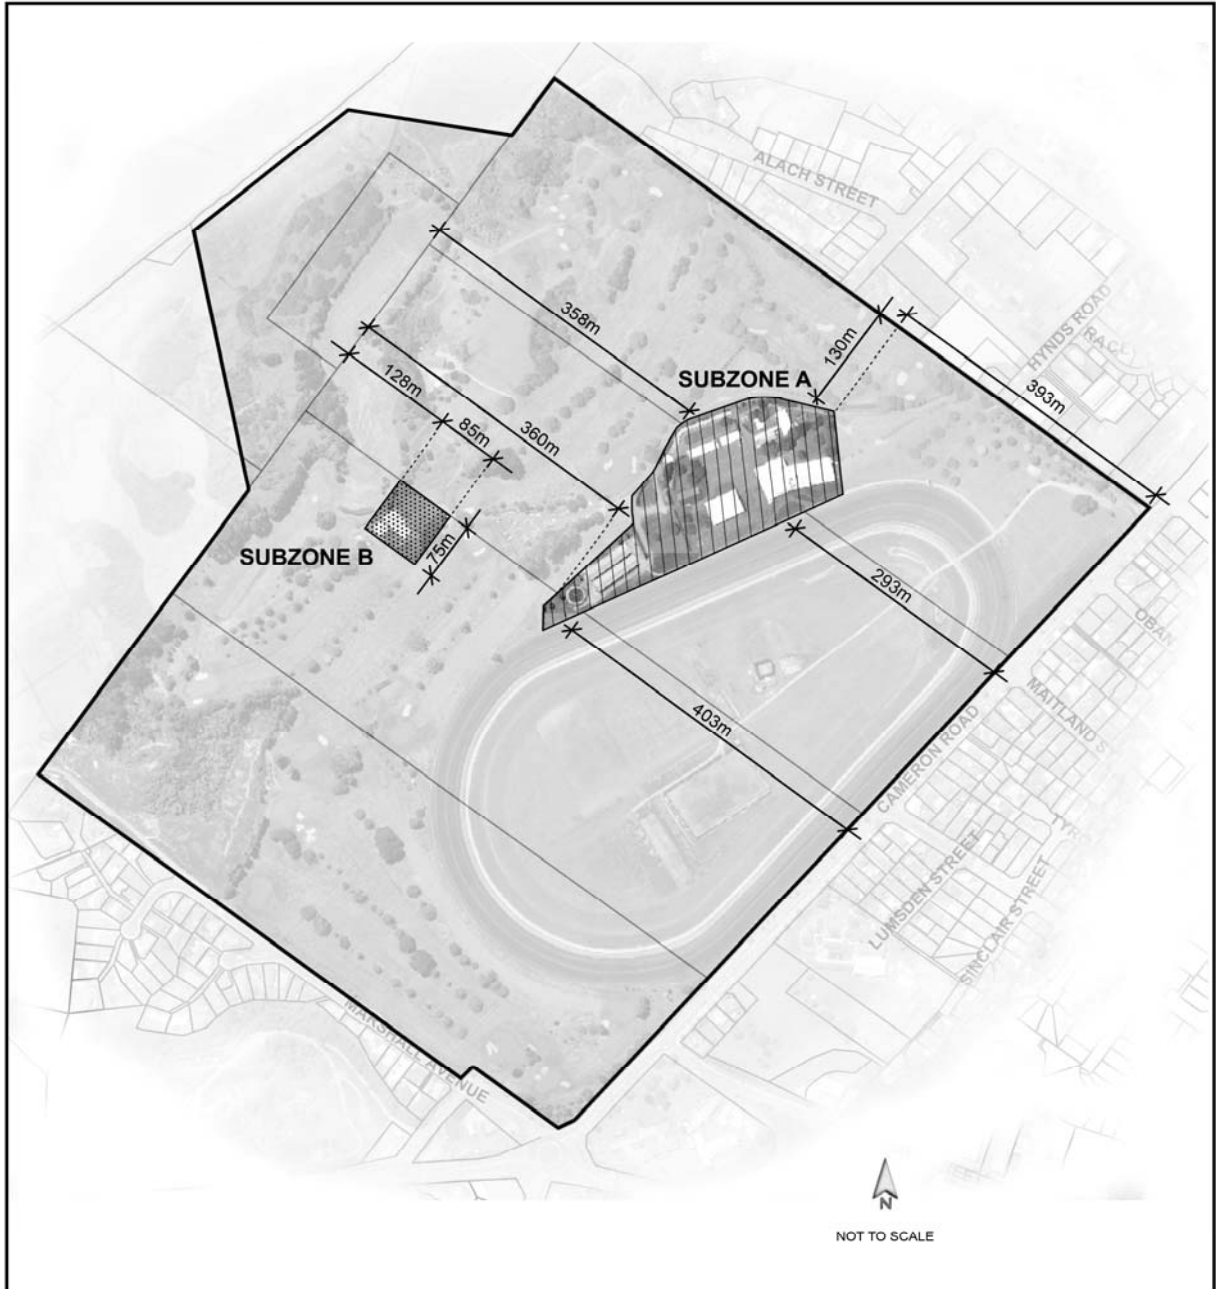 ALACH STREET
HYNDS ROAD
358m
130m
SUBZONE A
393m
128m
360m
85m
SUBZONE B
75m
293m
OBAN
MAITLAND S
403m
CAMERON ROAD
LUMSDEN STREET
SINCLAIR STREET
MARSHALL AVENUE
N
NOT TO SCALE